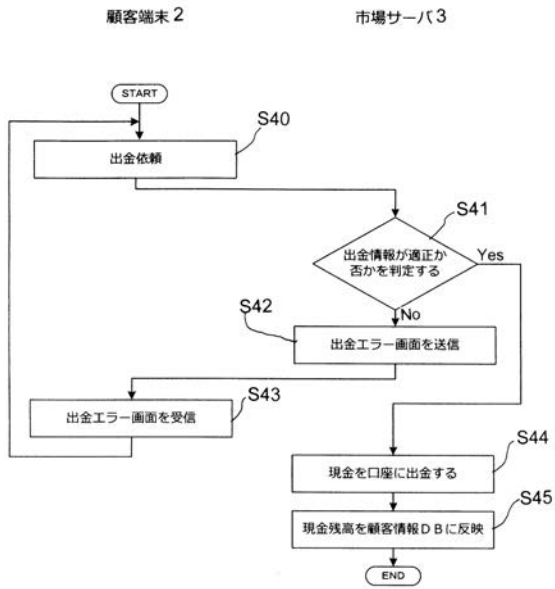 顧客端末2
市場サーバ3
START
S40
出金依頼
S41
出金情報が適正か
否かを判定する
Yes
No
S42
出金エラー画面を送信
S43
出金エラー画面を受信
S44
現金を口座に出金する
S45
現金残高を顧客情報DBに反映
END